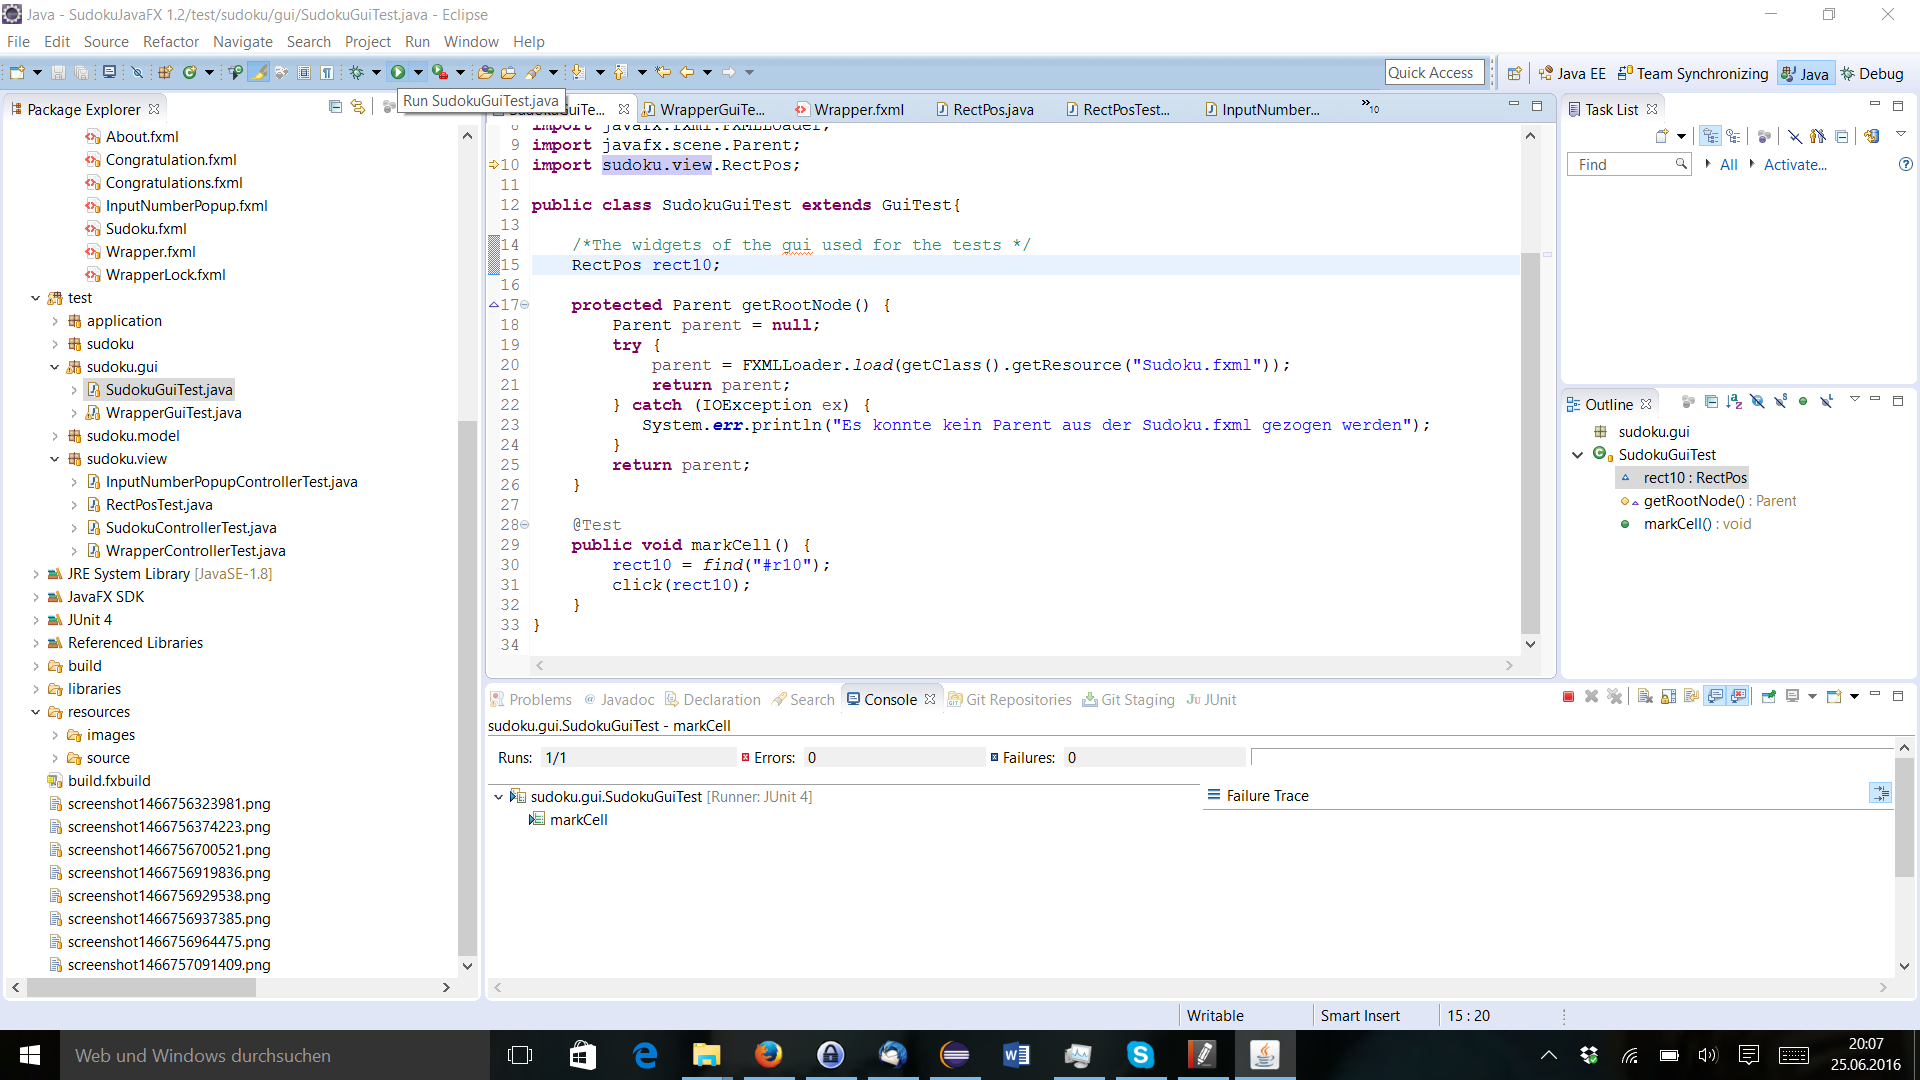 Java - SudokuJavaFX 1.2/test/sudoku/gui/SudokuGuiTest.java - Eclipse
File Edit Source Refactor Navigate Search Project Run Window Help
Quick Access
Java EE
Team Synchronizing
Java
Debug
Package Explorer
Run SudokuGuiTest.java
About.fxml
Congratulation.fxml
Congratulations.fxml
InputNumberPopup.fxml
Sudoku.fxml
Wrapper.fxml
WrapperLock.fxml
test
application
sudoku
sudoku.gui
SudokuGuiTest.java
WrapperGuiTest.java
sudoku.model
sudoku.view
InputNumberPopupControllerTest.java
RectPosTest.java
SudokuControllerTest.java
WrapperControllerTest.java
JRE System Library [JavaSE-1.8]
JavaFX SDK
JUnit 4
Referenced Libraries
build
libraries
resources
images
source
build.fxbuild
screenshot1466756323981.png
screenshot1466756374223.png
screenshot1466756700521.png
screenshot1466756919836.png
screenshot1466756929538.png
screenshot1466756937385.png
screenshot1466756964475.png
screenshot1466757091409.png
SudokuGuiTe...
WrapperGuiTe...
Wrapper.fxml
RectPos.java
RectPosTest...
InputNumber...
»10
8 import javafx.fxml.FXMLLoader;
9 import javafx.scene.Parent;
10 import sudoku.view.RectPos;
11
12 public class SudokuGuiTest extends GuiTest{
13
14 /*The widgets of the gui used for the tests */
15 RectPos rect10;
16
17 protected Parent getRootNode() {
18 Parent parent = null;
19 try {
20 parent = FXMLLoader.load(getClass().getResource("Sudoku.fxml"));
21 return parent;
22 } catch (IOException ex) {
23 System.err.println("Es konnte kein Parent aus der Sudoku.fxml gezogen werden");
24 }
25 return parent;
26 }
27
28 @Test
29 public void markCell() {
30 rect10 = find("#r10");
31 click(rect10);
32 }
33 }
34
Task List
Find
All
Activate...
Outline
sudoku.gui
SudokuGuiTest
rect10 : RectPos
getRootNode() : Parent
markCell() : void
Problems
@ Javadoc
Declaration
Search
Console
Git Repositories
Git Staging
JUnit
sudoku.gui.SudokuGuiTest - markCell
Runs: 1/1
Errors: 0
Failures: 0
sudoku.gui.SudokuGuiTest [Runner: JUnit 4]
markCell
Failure Trace
Writable
Smart Insert
15 : 20
Web und Windows durchsuchen
20:07
25.06.2016